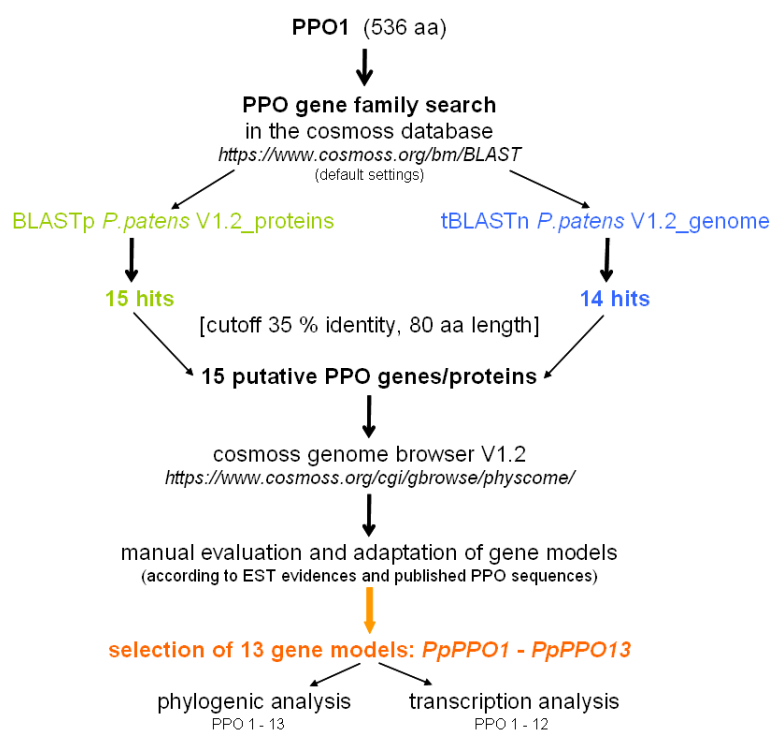 PPO1 (536 aa)
PPO gene family search
in the cosmoss database
https://www.cosmoss.org/bm/BLAST
(default settings)
BLASTp P.patens V1.2_proteins
tBLASTn P.patens V1.2_genome
15 hits
14 hits
[cutoff 35 % identity, 80 aa length]
15 putative PPO genes/proteins
cosmoss genome browser V1.2
https://www.cosmoss.org/cgi/gbrowse/physcome/
manual evaluation and adaptation of gene models
(according to EST evidences and published PPO sequences)
selection of 13 gene models: PpPPO1 - PpPPO13
phylogenic analysis
PPO 1 - 13
transcription analysis
PPO 1 - 12